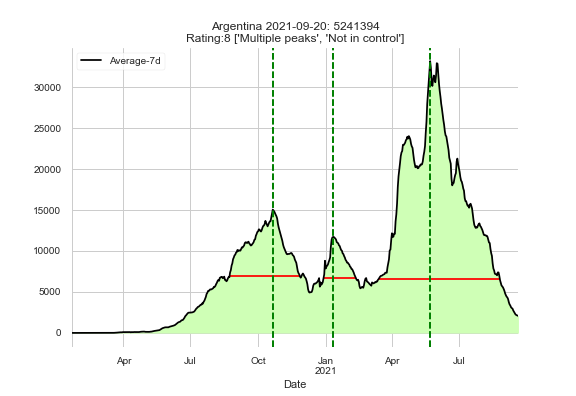 Argentina 2021-09-20: 5241394
Rating:8 ['Multiple peaks', 'Not in control']
Average-7d
30000
25000
20000
15000
10000
5000
0
Apr Jul Oct Jan Apr Jul
2021
Date